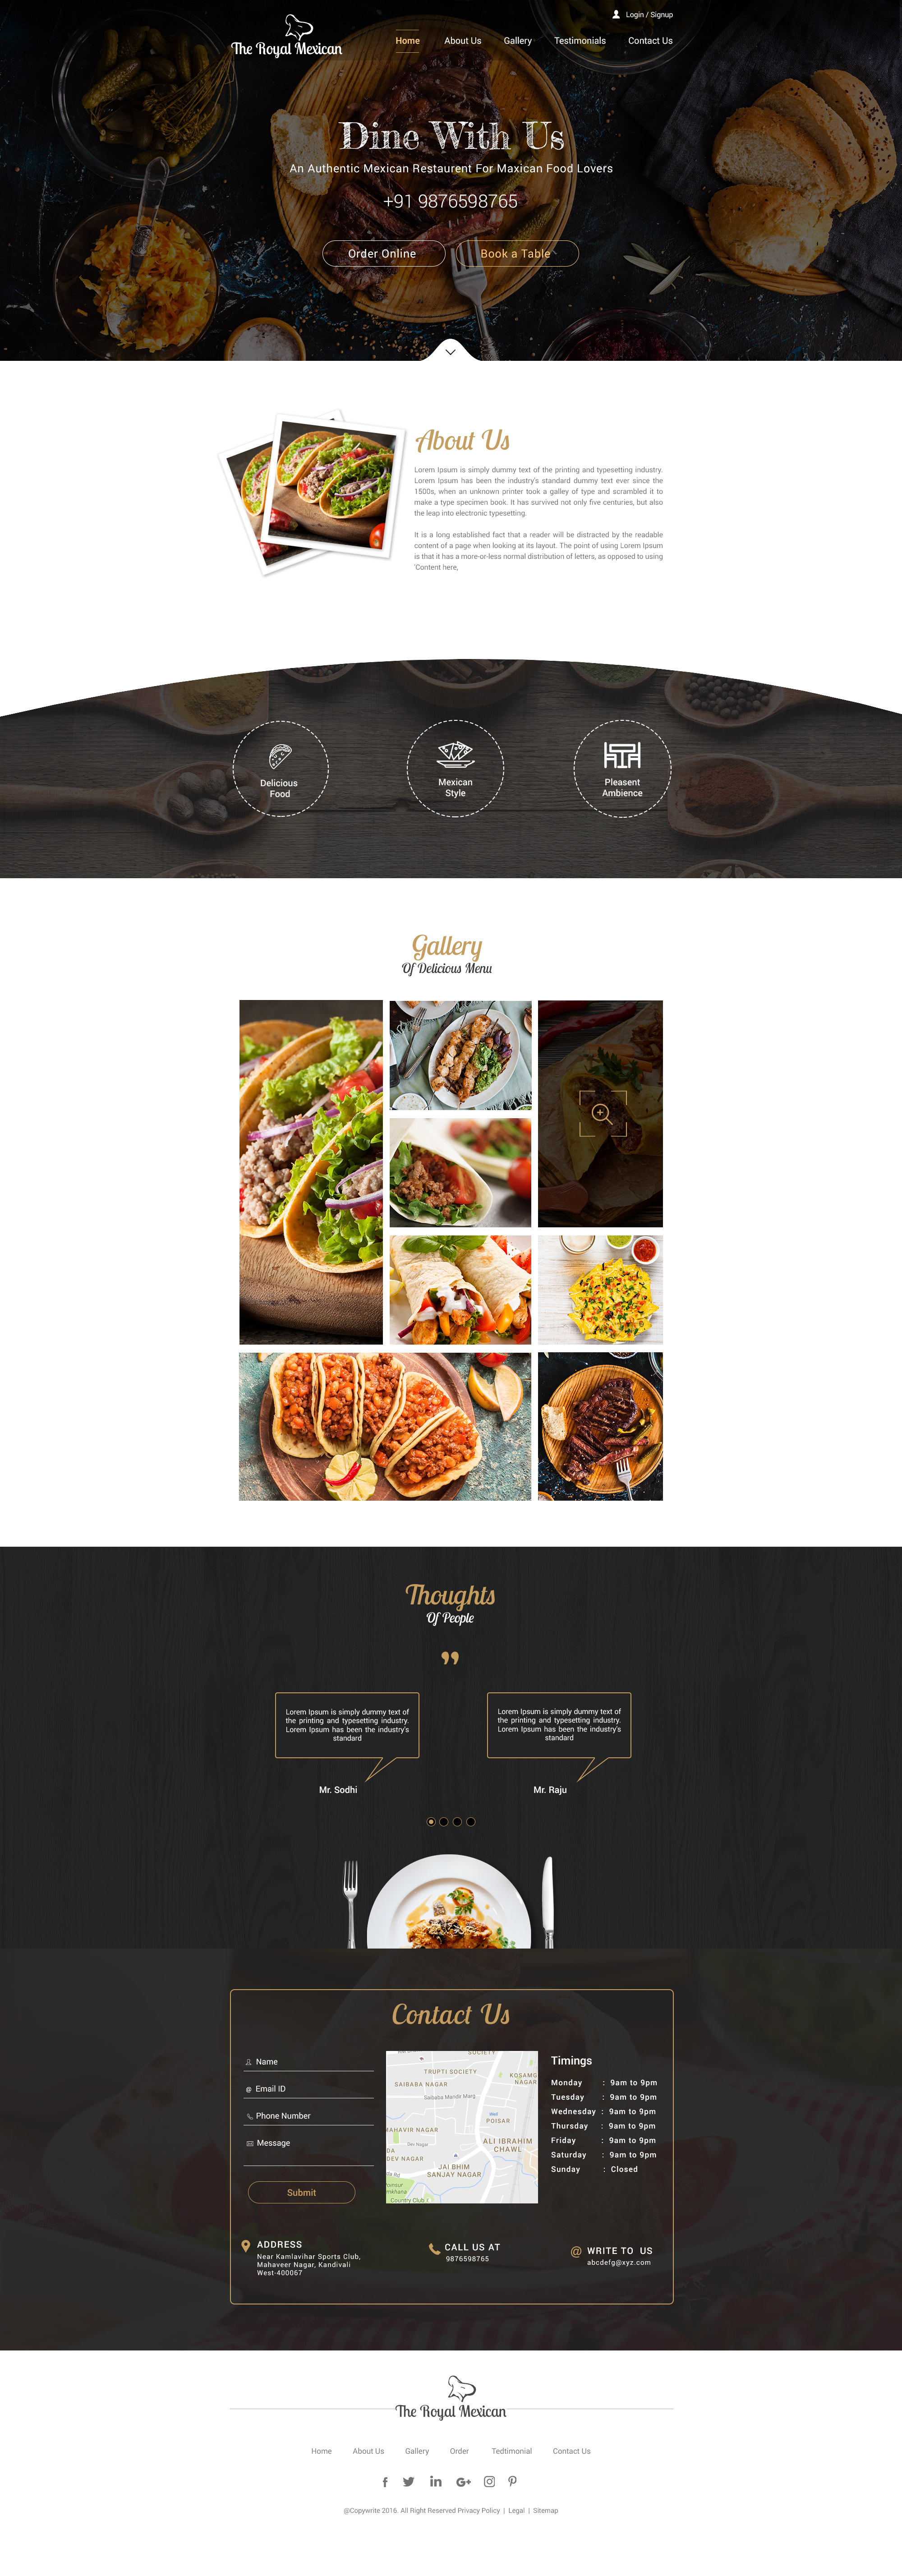 Login / Signup
The Royal Mexican
Home About Us Gallery Testimonials Contact Us
Dine With Us
An Authentic Mexican Restaurent For Maxican Food Lovers
+91 9876598765
Order Online
Book a Table
About Us
Lorem Ipsum is simply dummy text of the printing and typesetting industry.
Lorem Ipsum has been the industry's standard dummy text ever since the
1500s, when an unknown printer took a galley of type and scrambled it to
make a type specimen book. It has survived not only five centuries, but also
the leap into electronic typesetting.
It is a long established fact that a reader will be distracted by the readable
content of a page when looking at its layout. The point of using Lorem Ipsum
is that it has a more-or-less normal distribution of letters, as opposed to using
'Content here,
Delicious
Food
Mexican
Style
Pleasent
Ambience
Gallery
Of Delicious Menu
Thoughts
Of People
Lorem Ipsum is simply dummy text of
the printing and typesetting industry.
Lorem Ipsum has been the industry's
standard
Mr. Sodhi
Lorem Ipsum is simply dummy text of
the printing and typesetting industry.
Lorem Ipsum has been the industry's
standard
Mr. Raju
Contact Us
Name
Email ID
Phone Number
Message
Submit
SOCIETY
TRUPTI SOCIETY
KOSAMG
NAGAR
SAIBABA NAGAR
Saibaba Mandir Marg
POISAR
MAHAVIR NAGAR
Dev Nagar
ALI IBRAHIM
CHAWL
DA
DEV NAGAR
JAI BHIM
SANJAY NAGAR
Country Club
Timings
Monday : 9am to 9pm
Tuesday : 9am to 9pm
Wednesday : 9am to 9pm
Thursday : 9am to 9pm
Friday : 9am to 9pm
Saturday : 9am to 9pm
Sunday : Closed
ADDRESS
Near Kamlavihar Sports Club,
Mahaveer Nagar, Kandivali
West-400067
CALL US AT
9876598765
WRITE TO US
abcdefg@xyz.com
The Royal Mexican
Home About Us Gallery Order Tedtimonial Contact Us
@Copywrite 2016. All Right Reserved Privacy Policy | Legal | Sitemap